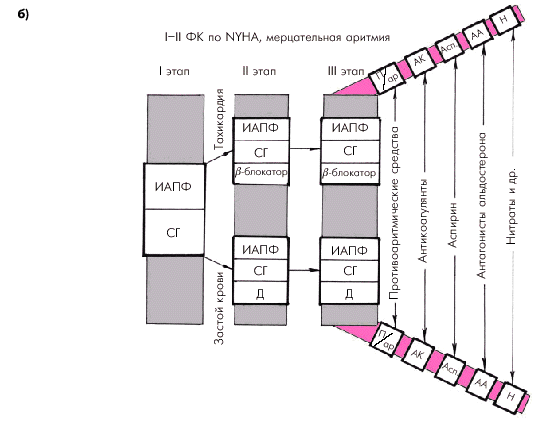 б)
I–II ФК по NYHA, мерцательная аритмия
I этап
II этап
III этап
ИАПФ
СГ
Тахикардия
Застой крови
ИАПФ
СГ
β-блокатор
ИАПФ
СГ
Д
ИАПФ
СГ
β-блокатор
ИАПФ
СГ
Д
П/ар
АК
Асп.
АА
Н
Противоаритмические средства
Антикоагулянты
Аспирин
Антагонисты альдостерона
Нитраты и др.
П/ар
АК
Асп.
АА
Н